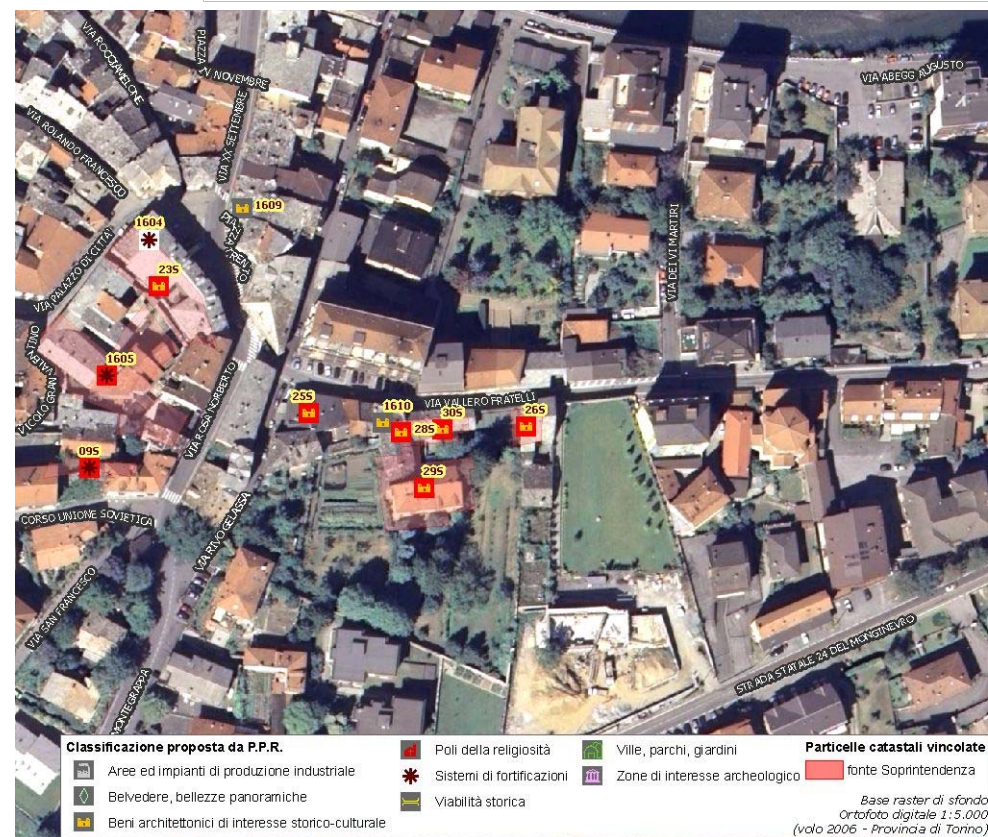 VIA ROCCIAMELONE
PIAZZA IV NOVEMBRE
VIA ABEGG AUGUSTO
VIA ROLANDO FRANCESCO
VIA XX SETTEMBRE
1609
1604
PIAZZA TRENTO
VIA PALAZZO DI CITTA'
VIA DEI VI MARTIRI
23S
1605
VICOLO GRAN VALENTINO
VIA ROSA NORBERTO
25S
1610
VIA VALLERO FRATELLI
28S
30S
26S
09S
29S
CORSO UNIONE SOVIETICA
VIA RIVO GELASSA
VIA SAN FRANCESCO
STRADA STATALE 24 DEL MONGINEVRO
MONTEGRAPPA
Classificazione proposta da P.P.R.
Aree ed impianti di produzione industriale
Belvedere, bellezze panoramiche
Beni architettonici di interesse storico-culturale
Poli della religiosità
Sistemi di fortificazioni
Viabilità storica
Ville, parchi, giardini
Zone di interesse archeologico
Particelle catastali vincolate
fonte Soprintendenza
Base raster di sfondo
Ortofoto digitale 1:5.000
(volo 2006 - Provincia di Torino)